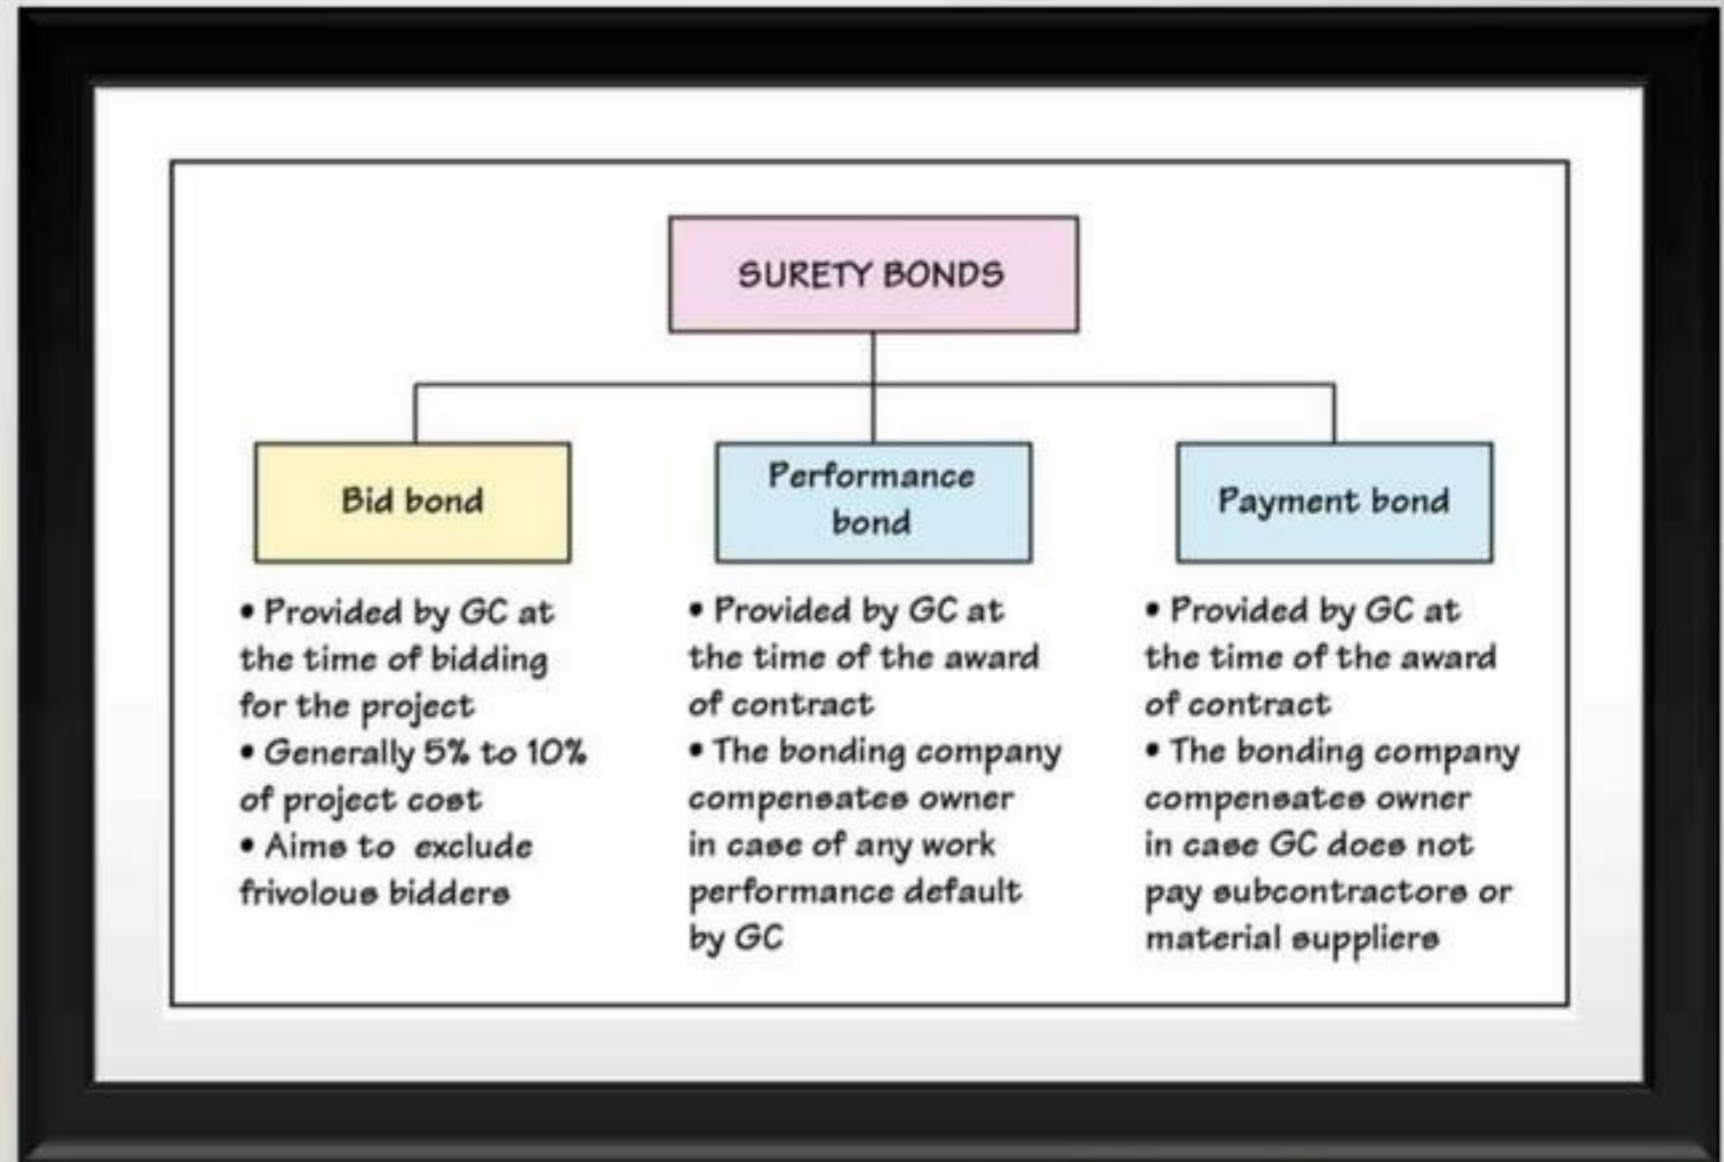 SURETY BONDS
Bid bond
• Provided by GC at
the time of bidding
for the project
• Generally 5% to 10%
of project cost
• Aims to exclude
frivolous bidders
Performance
bond
• Provided by GC at
the time of the award
of contract
• The bonding company
compensates owner
in case of any work
performance default
by GC
Payment bond
• Provided by GC at
the time of the award
of contract
• The bonding company
compensates owner
in case GC does not
pay subcontractors or
material suppliers